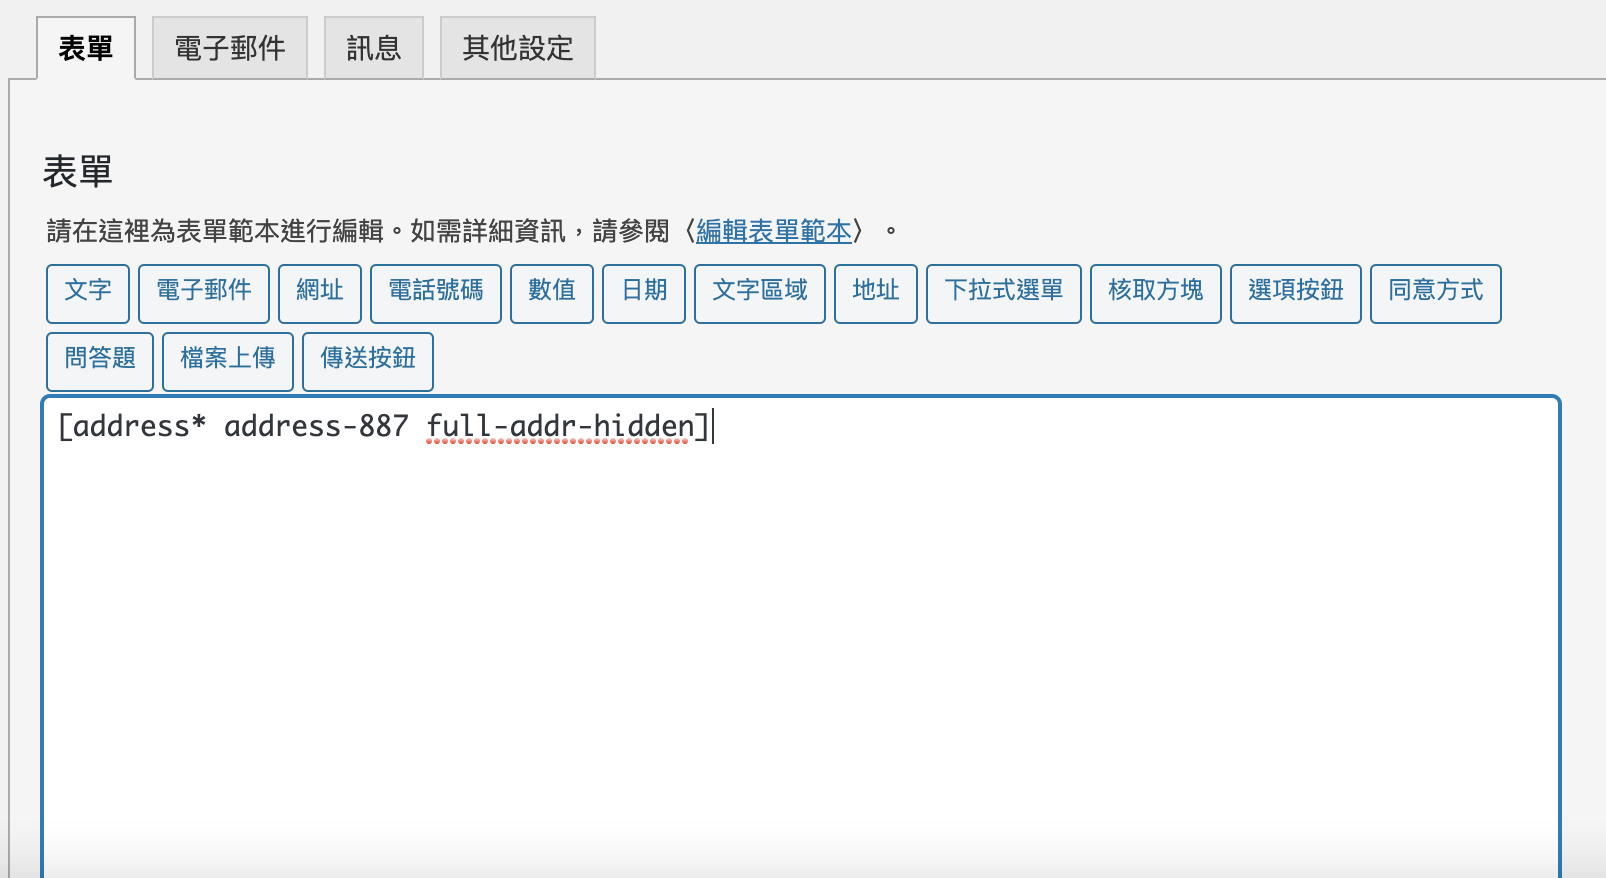 表單 電子郵件 訊息 其他設定
表單
請在這裡為表單範本進行編輯。如需詳細資訊，請參閱〈編輯表單範本〉。
文字 電子郵件 網址 電話號碼 數值 日期 文字區域 地址 下拉式選單 核取方塊 選項按鈕 同意方式
問答題 檔案上傳 傳送按鈕
[address* address-887 full-addr-hidden]